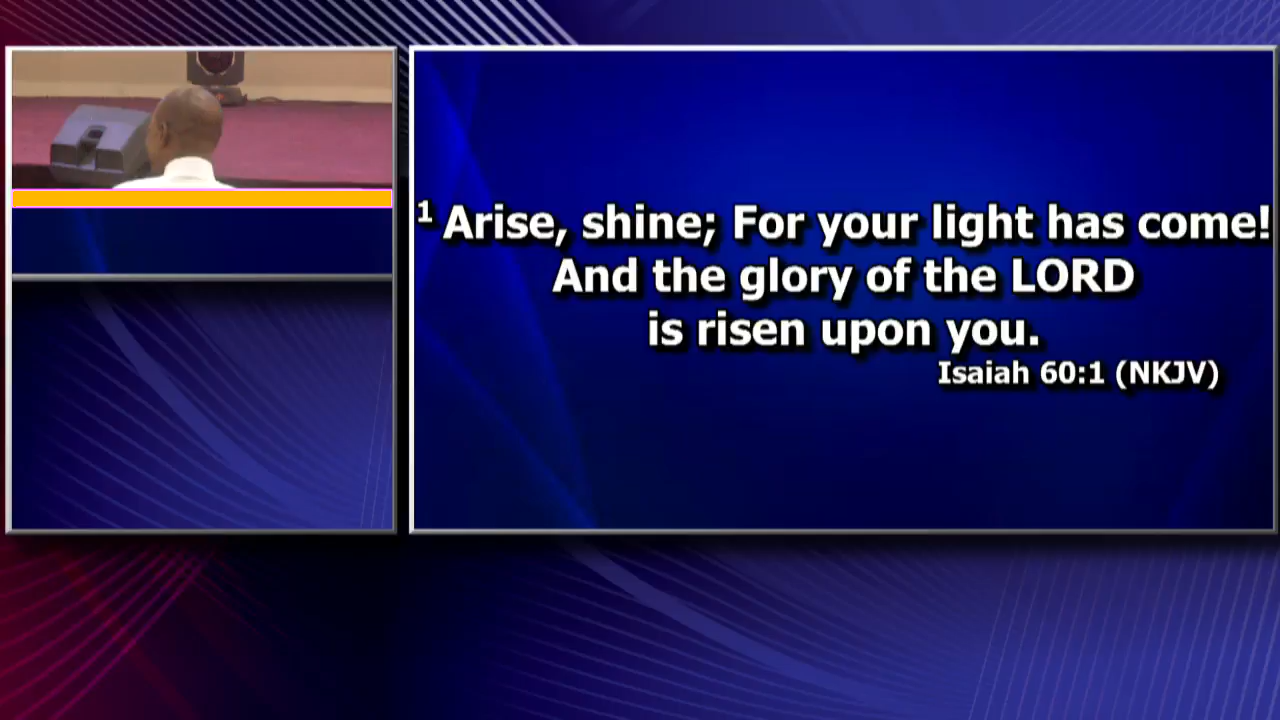 1 Arise, shine; For your light has come!
And the glory of the LORD
is risen upon you.
Isaiah 60:1 (NKJV)